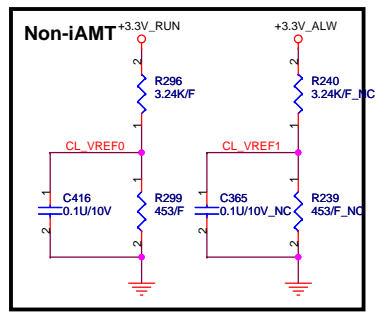 Non-iAMT
+3.3V_RUN
+3.3V_ALW
2
2
R296
3.24K/F
R240
3.24K/F_NC
1
1
CL_VREF0
CL_VREF1
1
1
1
1
C416
0.1U/10V
R299
453/F
C365
0.1U/10V_NC
R239
453/F_NC
2
2
2
2